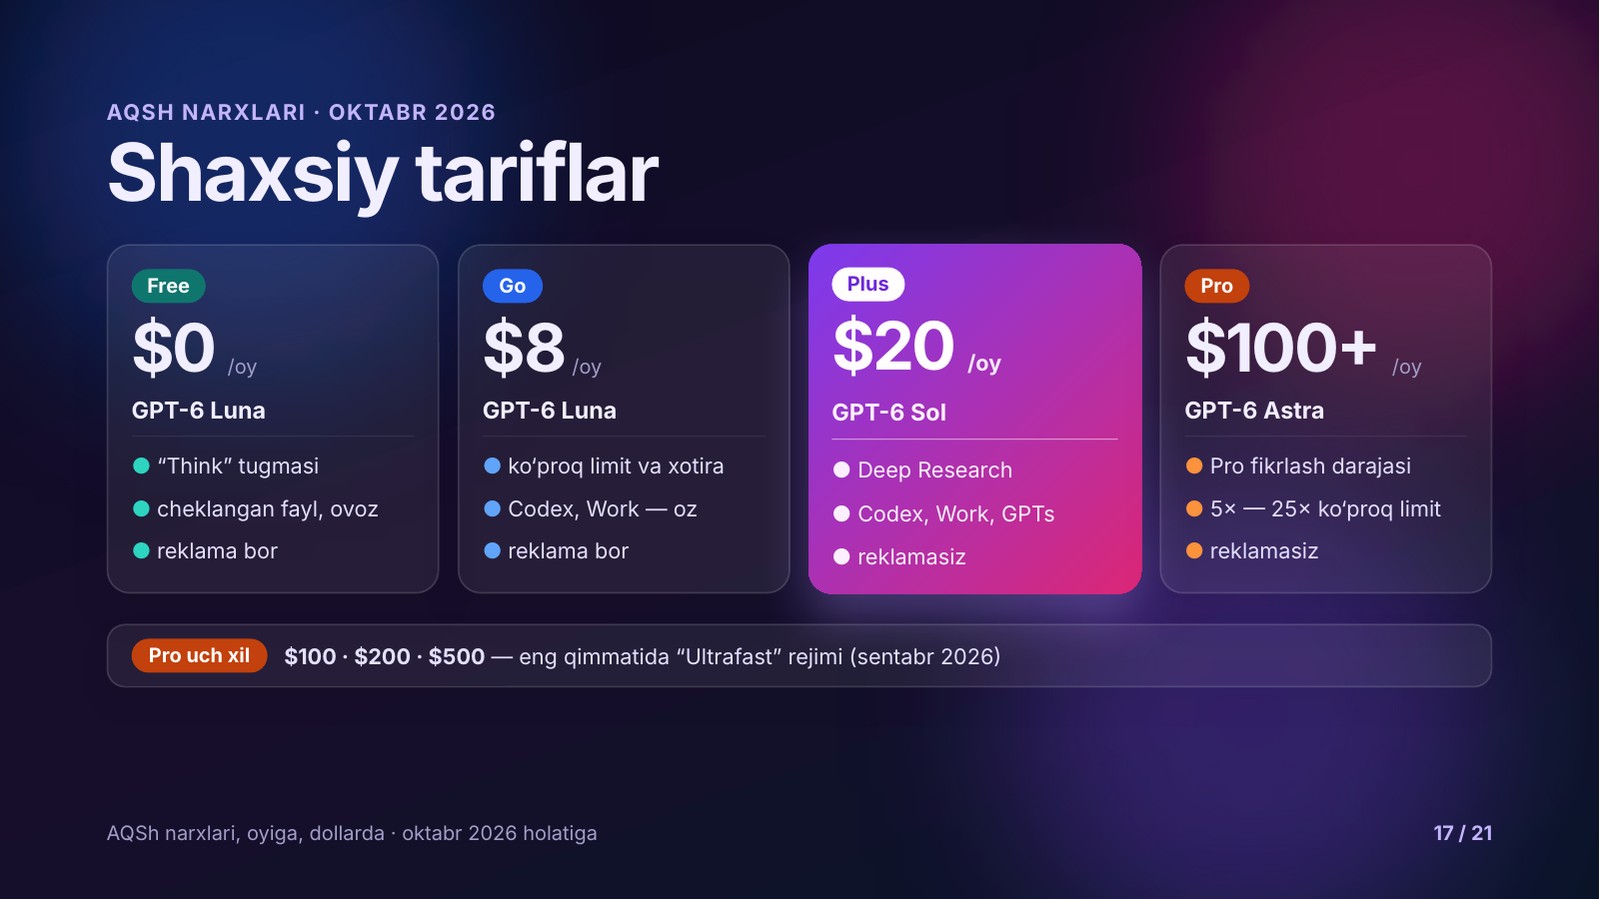 AQSH NARXLARI · OKTABR 2026
Shaxsiy tariflar
Free
$0 /oy
GPT-6 Luna
“Think” tugmasi
cheklangan fayl, ovoz
reklama bor
Go
$8 /oy
GPT-6 Luna
ko‘proq limit va xotira
Codex, Work — oz
reklama bor
Plus
$20 /oy
GPT-6 Sol
Deep Research
Codex, Work, GPTs
reklamasiz
Pro
$100+ /oy
GPT-6 Astra
Pro fikrlash darajasi
5× — 25× ko‘proq limit
reklamasiz
Pro uch xil $100 · $200 · $500 — eng qimmatida “Ultrafast” rejimi (sentabr 2026)
AQSh narxlari, oyiga, dollarda · oktabr 2026 holatiga
17 / 21